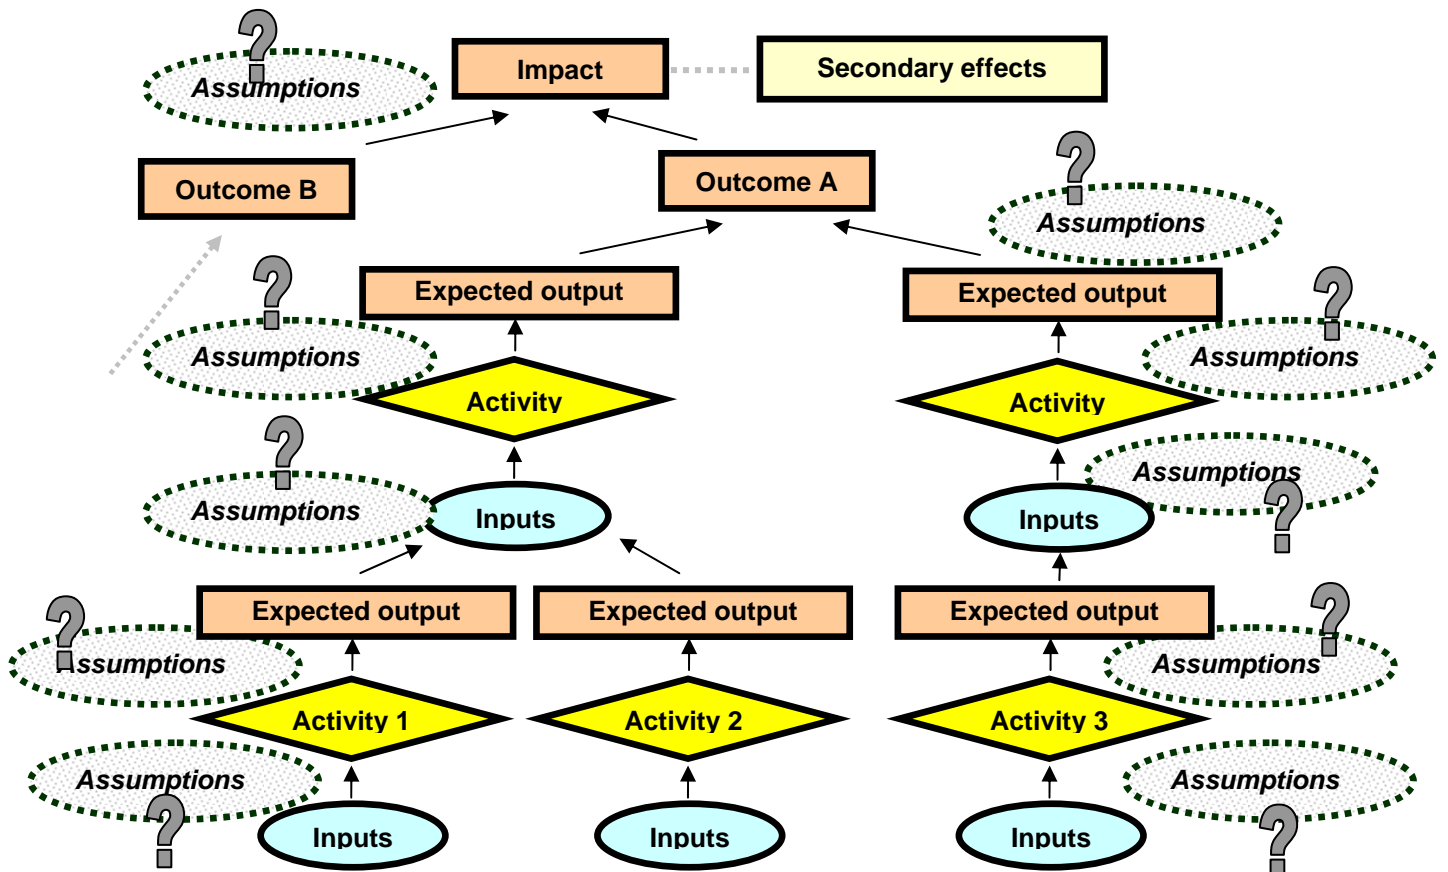 Impact
Secondary effects
Assumptions
Outcome B
Outcome A
Assumptions
Expected output
Expected output
Assumptions
Assumptions
Activity
Activity
Assumptions
Assumptions
Inputs
Inputs
Expected output
Expected output
Expected output
Assumptions
Assumptions
Activity 1
Activity 2
Activity 3
Assumptions
Assumptions
Inputs
Inputs
Inputs